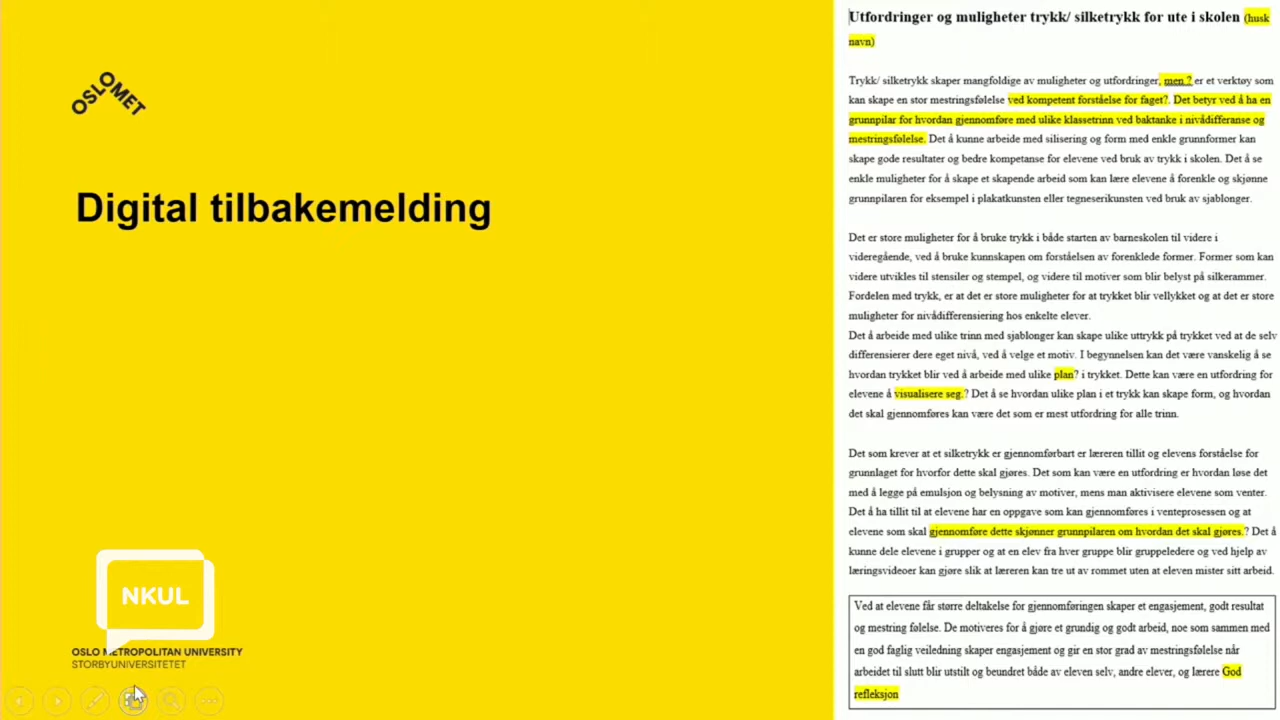 OSLOMET
Digital tilbakemelding
NKUL
OSLO METROPOLITAN UNIVERSITY
STORBYUNIVERSITETET
Utfordringer og muligheter trykk/ silketrykk for ute i skolen (husk
navn)
Trykk/ silketrykk skaper mangfoldige av muligheter og utfordringer, men ? er et verktøy som
kan skape en stor mestringsfølelse ved kompetent forståelse for faget?. Det betyr ved å ha en
grunnpilar for hvordan gjennomføre med ulike klassetrinn ved baktanke i nivådifferanse og
mestringsfølelse. Det å kunne arbeide med silisering og form med enkle grunnformer kan
skape gode resultater og bedre kompetanse for elevene ved bruk av trykk i skolen. Det å se
enkle muligheter for å skape et skapende arbeid som kan lære elevene å forenkle og skjønne
grunnpilaren for eksempel i plakatkunsten eller tegneserikunsten ved bruk av sjabloner.
Det er store muligheter for å bruke trykk i både starten av barneskolen til videre i
videregående, ved å bruke kunnskapen om forståelsen av forenklede former. Former som kan
videre utvikles til stensiler og stempel, og videre til motiver som blir belyst på silkerammer.
Fordelen med trykk, er at det er store muligheter for at trykket blir vellykket og at det er store
muligheter for nivådifferensiering hos enkelte elever.
Det å arbeide med ulike trinn med sjablonger kan skape ulike uttrykk på trykket ved at de selv
differensierer dere eget nivå, ved å velge et motiv. I begynnelsen kan det være vanskelig å se
hvordan trykket blir ved å arbeide med ulike plan? i trykket. Dette kan være en utfordring for
elevene å visualisere seg.? Det å se hvordan ulike plan i et trykk kan skape form, og hvordan
det skal gjennomføres kan være det som er mest utfordring for alle trinn.
Det som krever at et silketrykk er gjennomførbart er læreren tillit og elevens forståelse for
grunnlaget for hvorfor dette skal gjøres. Det som kan være en utfordring er hvordan løse det
med å legge på emulsjon og belysning av motiver, mens man aktivisere elevene som venter.
Det å ha tillit til at elevene har en oppgave som kan gjennomføres i venteprosessen og at
elevene som skal gjennomføre dette skjønner grunnpilaren om hvordan det skal gjøres.? Det å
kunne dele elevene i grupper og at en elev fra hver gruppe blir gruppeledere og ved hjelp av
læringsvideoer kan gjøre slik at læreren kan tre ut av rommet uten at eleven mister sitt arbeid.
Ved at elevene får større deltakelse for gjennomføringen skaper et engasjement, godt resultat
og mestring følelse. De motiveres for å gjøre et grundig og godt arbeid, noe som sammen med
en god faglig veiledning skaper engasjement og gir en stor grad av mestringsfølelse når
arbeidet til slutt blir utstilt og beundret både av eleven selv, andre elever, og lærere God
refleksjon